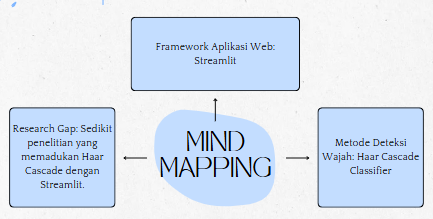 Framework Aplikasi Web:
Streamlit
Research Gap: Sedikit
penelitian yang
memadukan Haar
Cascade dengan
Streamlit.
MIND
MAPPING
Metode Deteksi
Wajah: Haar Cascade
Classifier